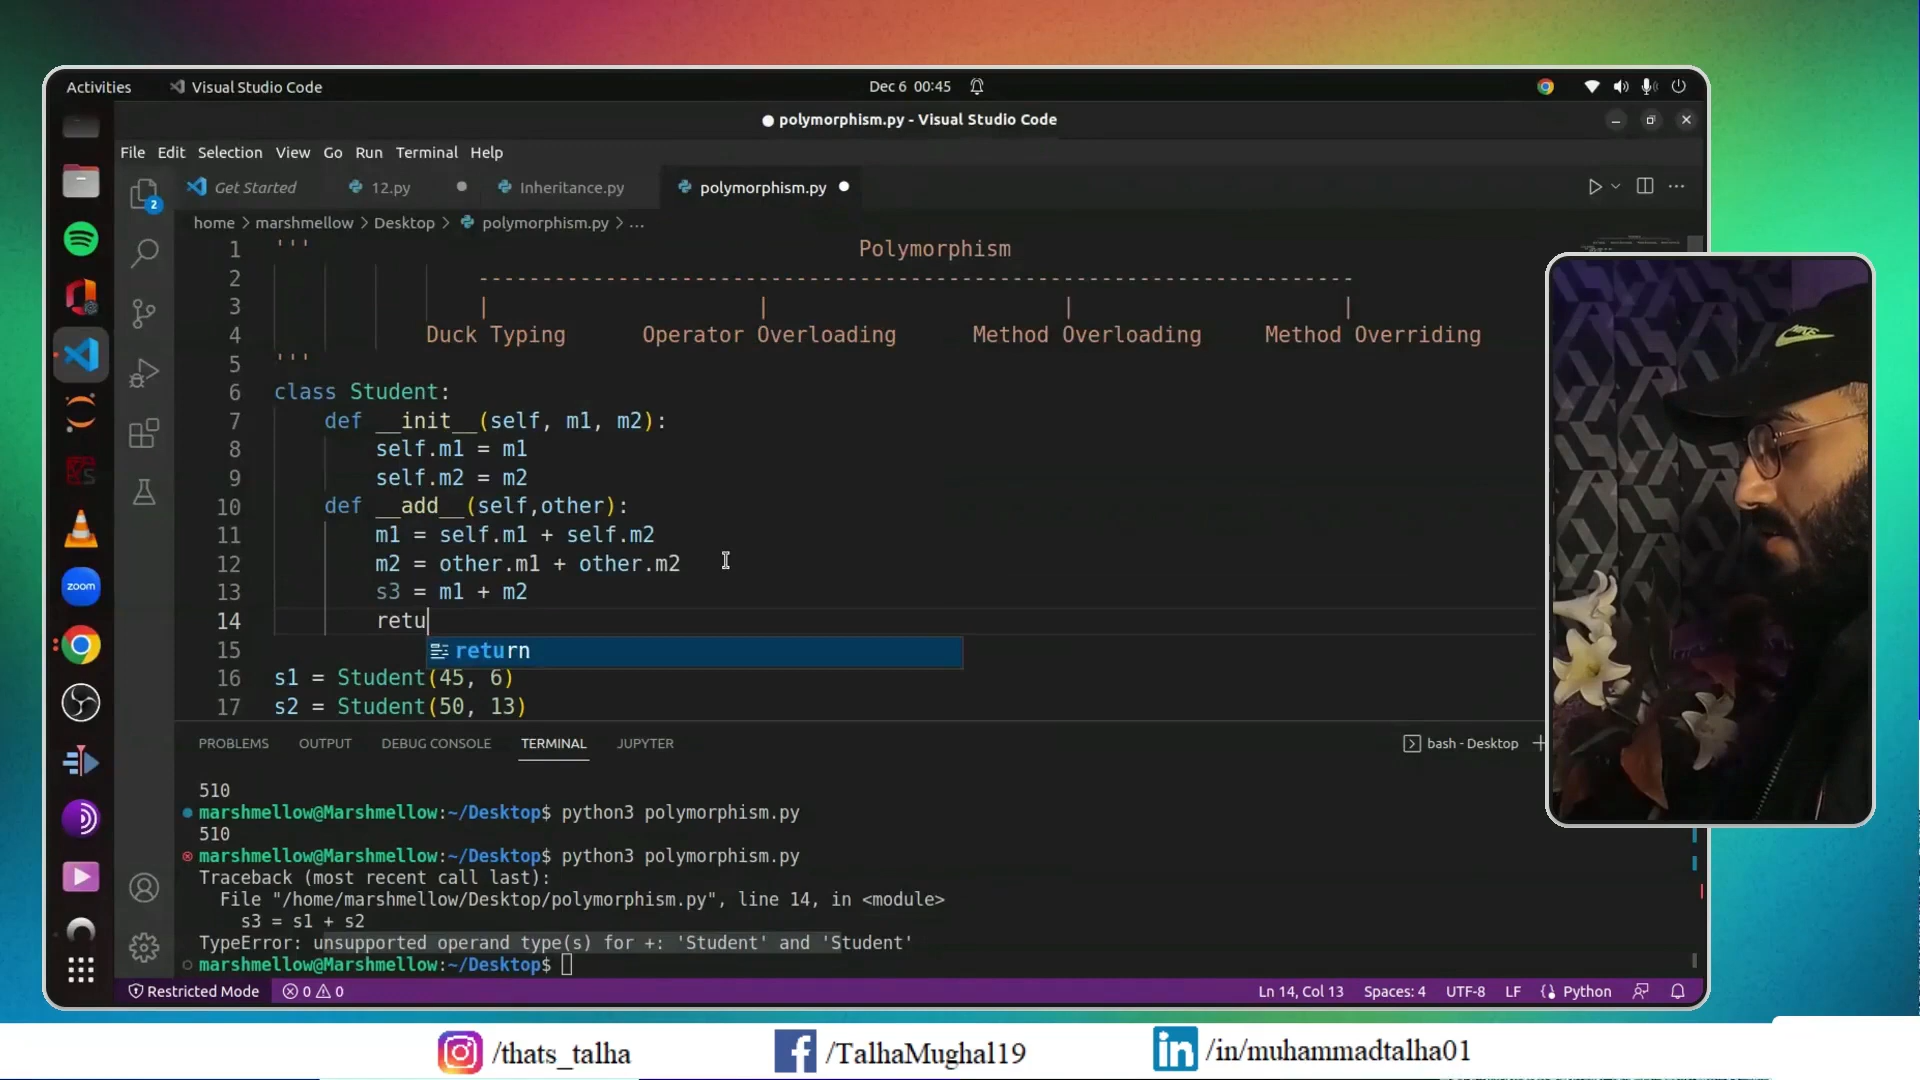 Activities Visual Studio Code Dec 6 00:45
polymorphism.py - Visual Studio Code
File Edit Selection View Go Run Terminal Help
Get Started 12.py Inheritance.py polymorphism.py
home > marshmellow > Desktop > polymorphism.py > ...
1 ''' Polymorphism
2 ---------------------------------------------------------------------
3 | | | |
4 Duck Typing Operator Overloading Method Overloading Method Overriding
5 '''
6 class Student:
7 def __init__(self, m1, m2):
8 self.m1 = m1
9 self.m2 = m2
10 def __add__(self,other):
11 m1 = self.m1 + self.m2
12 m2 = other.m1 + other.m2
13 s3 = m1 + m2
14 retu
15 return
16 s1 = Student(45, 6)
17 s2 = Student(50, 13)
PROBLEMS OUTPUT DEBUG CONSOLE TERMINAL JUPYTER bash - Desktop
510
marshmellow@Marshmellow:~/Desktop$ python3 polymorphism.py
510
marshmellow@Marshmellow:~/Desktop$ python3 polymorphism.py
Traceback (most recent call last):
File "/home/marshmellow/Desktop/polymorphism.py", line 14, in <module>
s3 = s1 + s2
TypeError: unsupported operand type(s) for +: 'Student' and 'Student'
marshmellow@Marshmellow:~/Desktop$
Restricted Mode 0 0 Ln 14, Col 13 Spaces: 4 UTF-8 LF Python
2
zoom
/thats_talha /TalhaMughal19 /in/muhammadtalha01